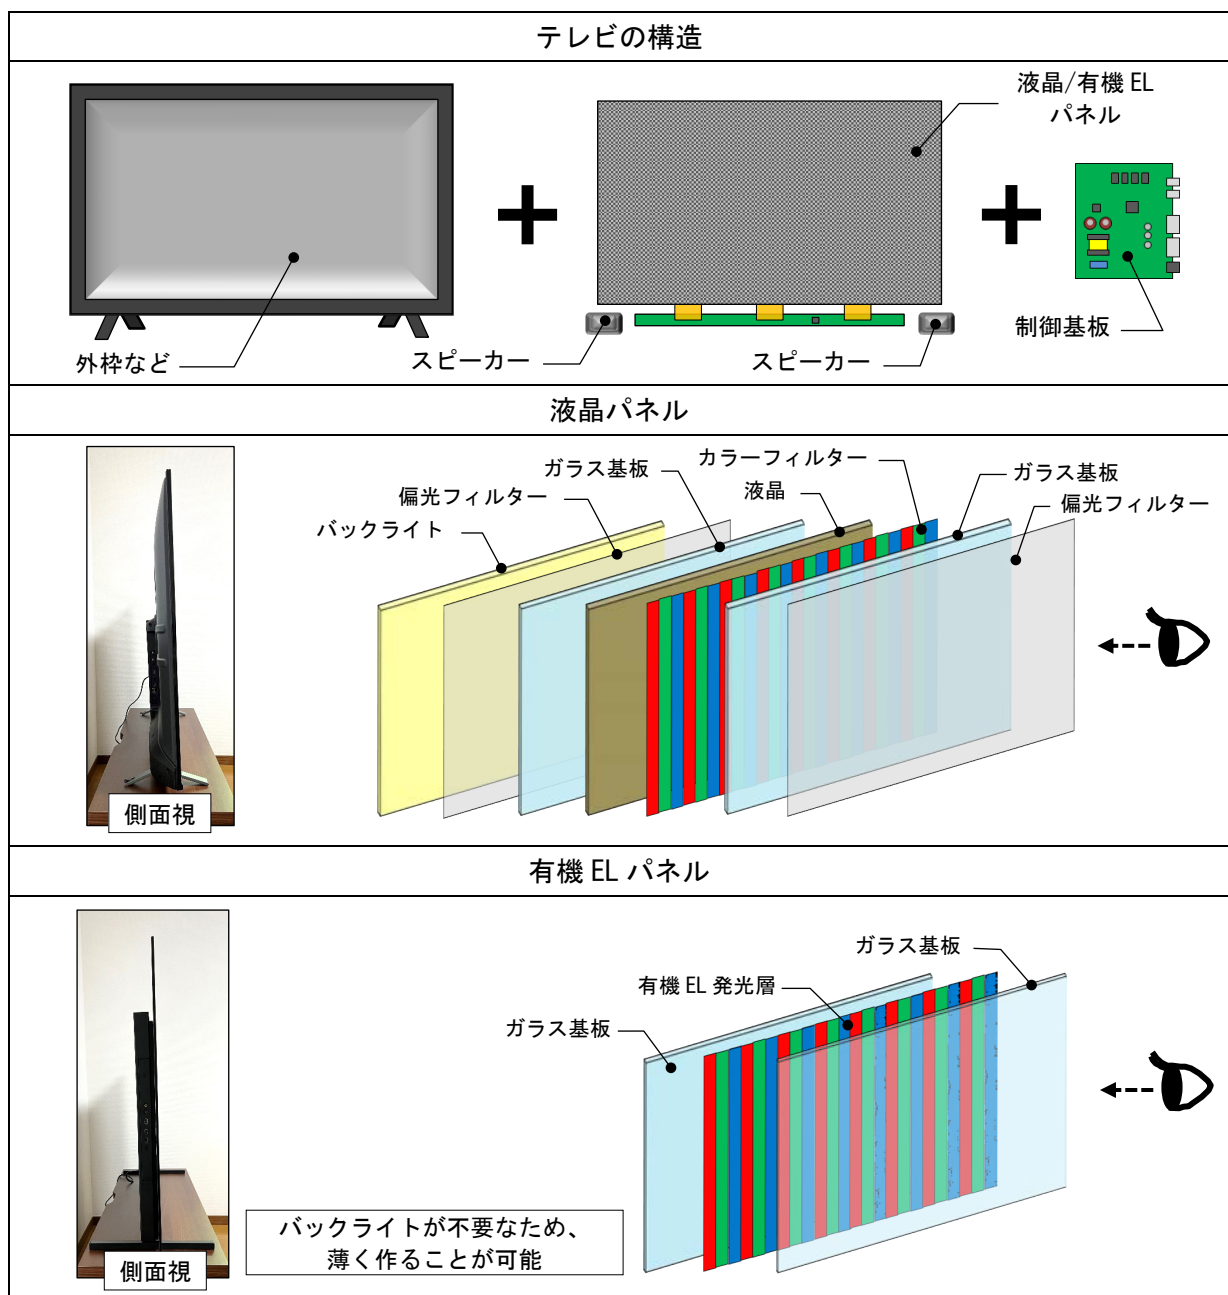 テレビの構造
液晶/有機 EL
パネル
制御基板
外枠など
スピーカー
スピーカー
液晶パネル
カラーフィルター
ガラス基板
ガラス基板
液晶
偏光フィルター
偏光フィルター
バックライト
側面視
有機 EL パネル
ガラス基板
有機 EL 発光層
ガラス基板
バックライトが不要なため、
薄く作ることが可能
側面視